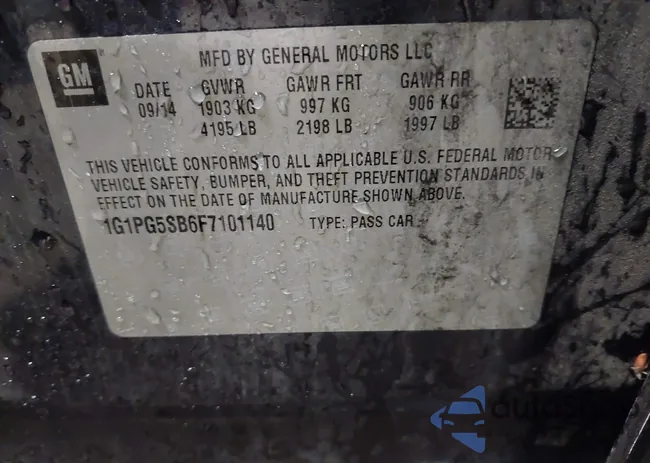 GM
MFD BY GENERAL MOTORS LLC
DATE GVWR GAWR FRT GAWR RR
09/14 1903 KG 997 KG 906 KG
4195 LB 2198 LB 1997 LB
THIS VEHICLE CONFORMS TO ALL APPLICABLE U.S. FEDERAL MOTOR
VEHICLE SAFETY, BUMPER, AND THEFT PREVENTION STANDARDS IN
EFFECT ON THE DATE OF MANUFACTURE SHOWN ABOVE.
1G1PG5SB6F7101140 TYPE: PASS CAR